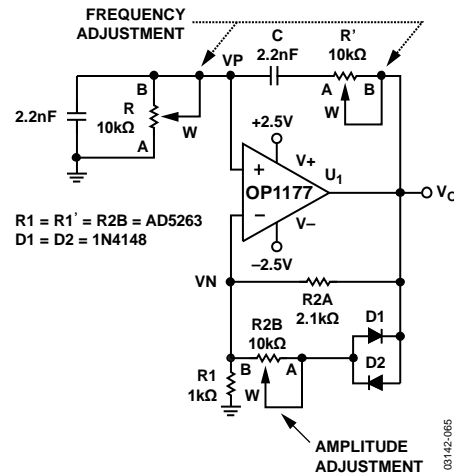 FREQUENCY
ADJUSTMENT
C
2.2nF
R'
10kΩ
VP
B
A
B
W
2.2nF
R
10kΩ
W
A
+2.5V
V+
+
OP1177
U1
–
V–
–2.5V
VO
R1 = R1' = R2B = AD5263
D1 = D2 = 1N4148
VN
R2A
2.1kΩ
D1
R2B
10kΩ
B
A
D2
R1
1kΩ
W
AMPLITUDE
ADJUSTMENT
03142-065